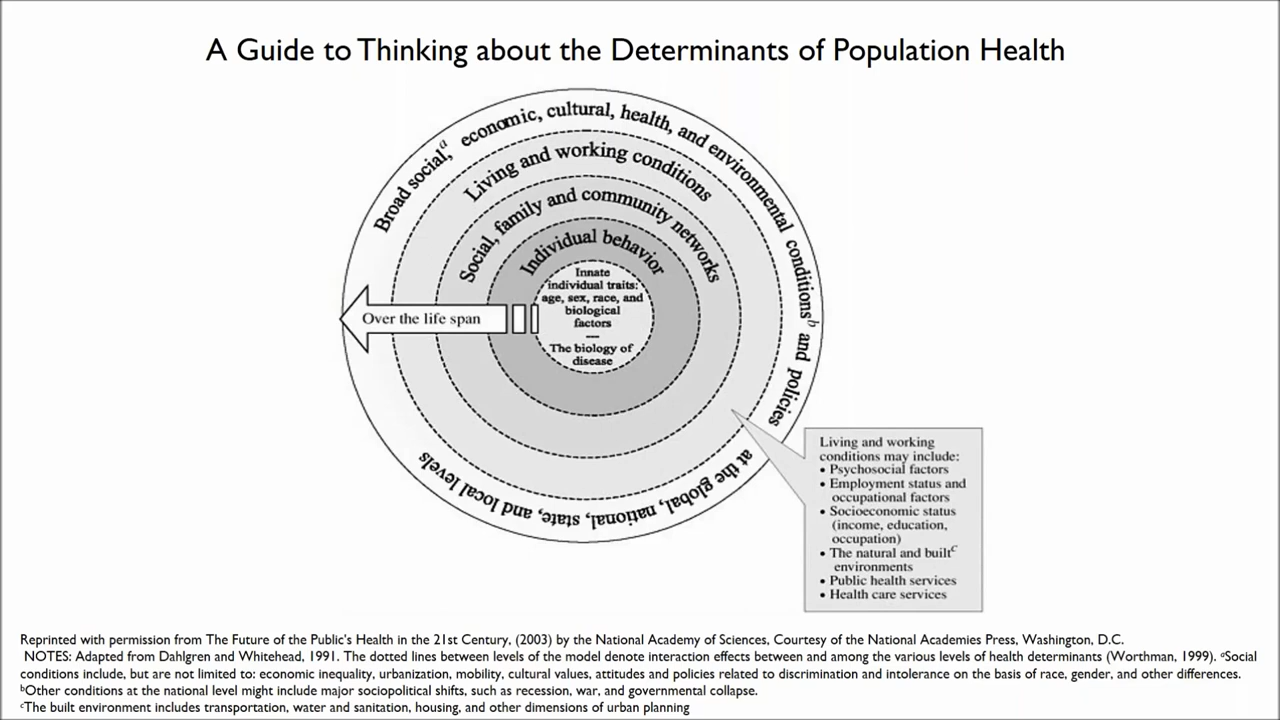 A Guide to Thinking about the Determinants of Population Health
Broad social,ᵃ economic, cultural, health, and environmental conditionsᵇ and policies
at the global, national, state, and local levels
Living and working conditions
Social, family and community networks
Individual behavior
Innate
individual traits:
age, sex, race, and
biological
factors
—
The biology of
disease
Over the life span
Living and working
conditions may include:
• Psychosocial factors
• Employment status and
occupational factors
• Socioeconomic status
(income, education,
occupation)
• The natural and builtᶜ
environments
• Public health services
• Health care services
Reprinted with permission from The Future of the Public's Health in the 21st Century, (2003) by the National Academy of Sciences, Courtesy of the National Academies Press, Washington, D.C.
NOTES: Adapted from Dahlgren and Whitehead, 1991. The dotted lines between levels of the model denote interaction effects between and among the various levels of health determinants (Worthman, 1999). ᵃSocial
conditions include, but are not limited to: economic inequality, urbanization, mobility, cultural values, attitudes and policies related to discrimination and intolerance on the basis of race, gender, and other differences.
ᵇOther conditions at the national level might include major sociopolitical shifts, such as recession, war, and governmental collapse.
ᶜThe built environment includes transportation, water and sanitation, housing, and other dimensions of urban planning